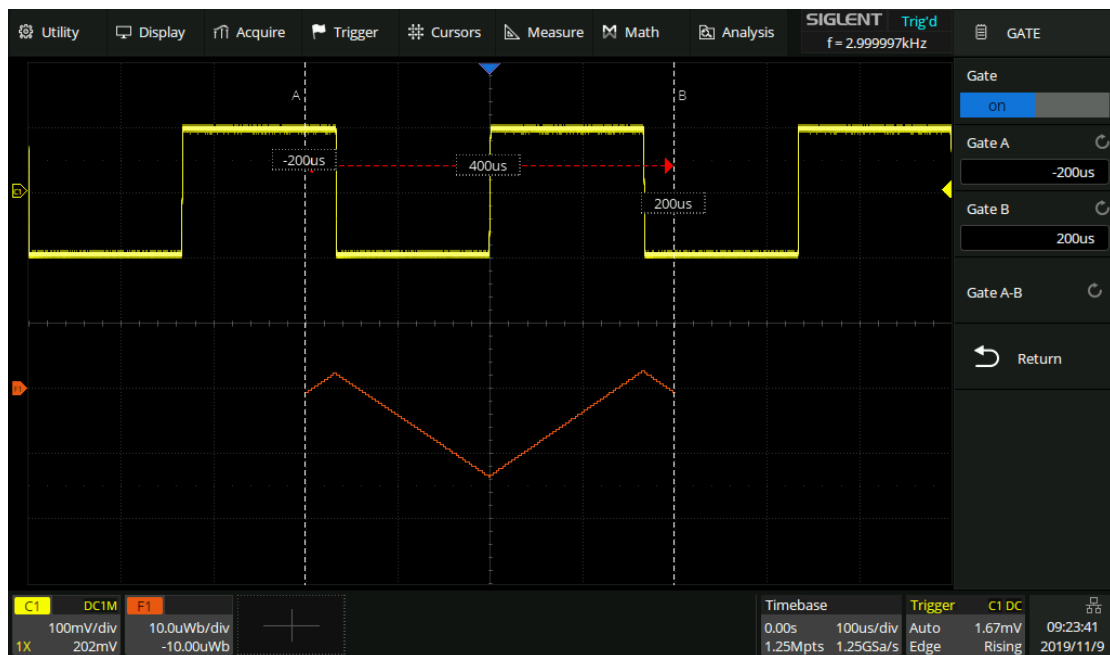 Utility Display Acquire Trigger Cursors Measure Math Analysis SIGLENT Trig'd
f = 2.999997kHz
GATE
Gate
on
Gate A
-200us
Gate B
200us
Gate A-B
Return
A
B
-200us
400us
200us
C1
F1
C1 DC1M
100mV/div
1X 202mV
F1
10.0uWb/div
-10.00uWb
Timebase
0.00s 100us/div
1.25Mpts 1.25GSa/s
Trigger C1 DC
Auto 1.67mV
Edge Rising
09:23:41
2019/11/9